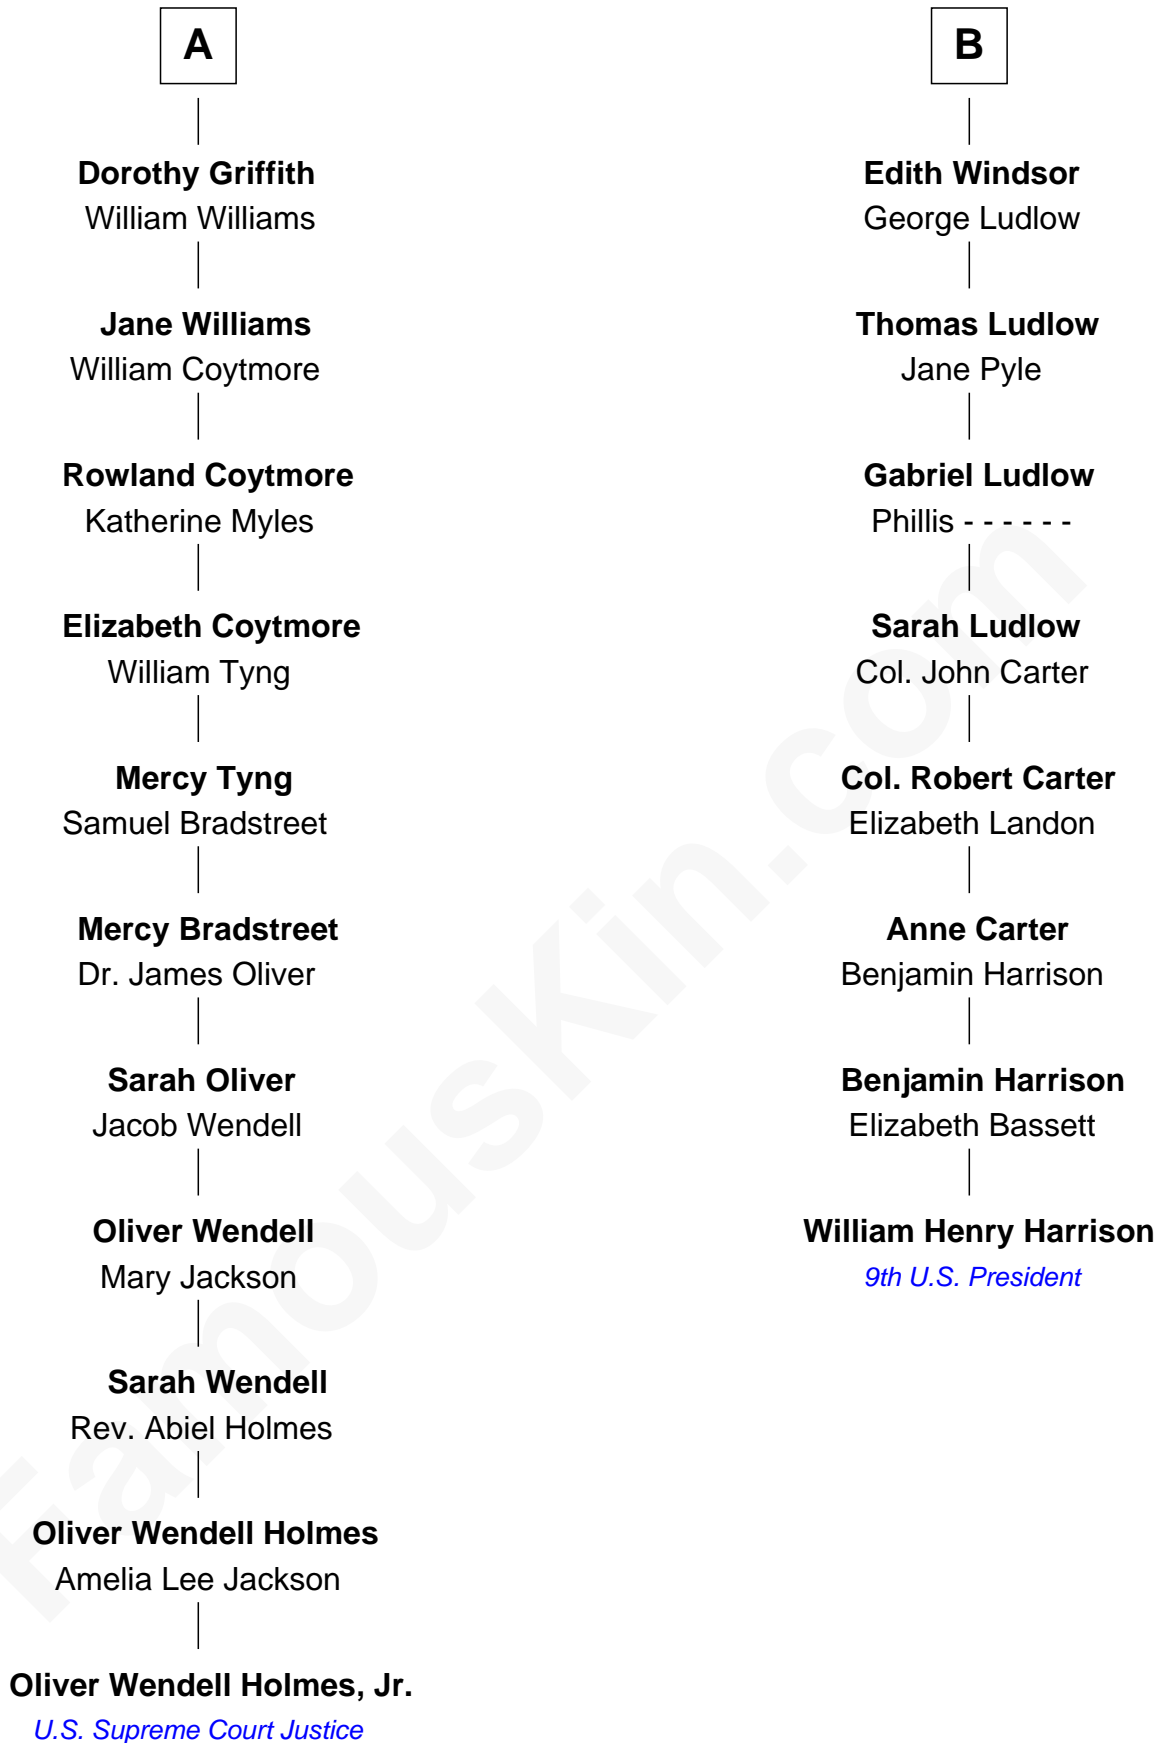 A
Dorothy Griffith
William Williams
Jane Williams
William Coytmore
Rowland Coytmore
Katherine Myles
Elizabeth Coytmore
William Tyng
Mercy Tyng
Samuel Bradstreet
Mercy Bradstreet
Dr. James Oliver
Sarah Oliver
Jacob Wendell
Oliver Wendell
Mary Jackson
Sarah Wendell
Rev. Abiel Holmes
Oliver Wendell Holmes
Amelia Lee Jackson
Oliver Wendell Holmes, Jr.
U.S. Supreme Court Justice
B
Edith Windsor
George Ludlow
Thomas Ludlow
Jane Pyle
Gabriel Ludlow
Phillis - - - - - -
Sarah Ludlow
Col. John Carter
Col. Robert Carter
Elizabeth Landon
Anne Carter
Benjamin Harrison
Benjamin Harrison
Elizabeth Bassett
William Henry Harrison
9th U.S. President
FamousKin.com